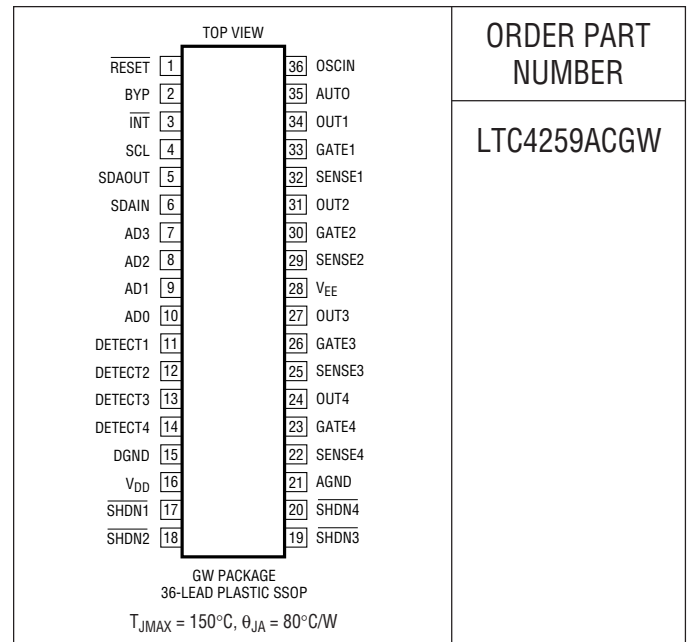 TOP VIEW
RESET 1 36 OSCIN
BYP 2 35 AUTO
INT 3 34 OUT1
SCL 4 33 GATE1
SDAOUT 5 32 SENSE1
SDAIN 6 31 OUT2
AD3 7 30 GATE2
AD2 8 29 SENSE2
AD1 9 28 VEE
AD0 10 27 OUT3
DETECT1 11 26 GATE3
DETECT2 12 25 SENSE3
DETECT3 13 24 OUT4
DETECT4 14 23 GATE4
DGND 15 22 SENSE4
VDD 16 21 AGND
SHDN1 17 20 SHDN4
SHDN2 18 19 SHDN3
GW PACKAGE
36-LEAD PLASTIC SSOP
TJMAX = 150°C, θJA = 80°C/W
ORDER PART
NUMBER
LTC4259ACGW